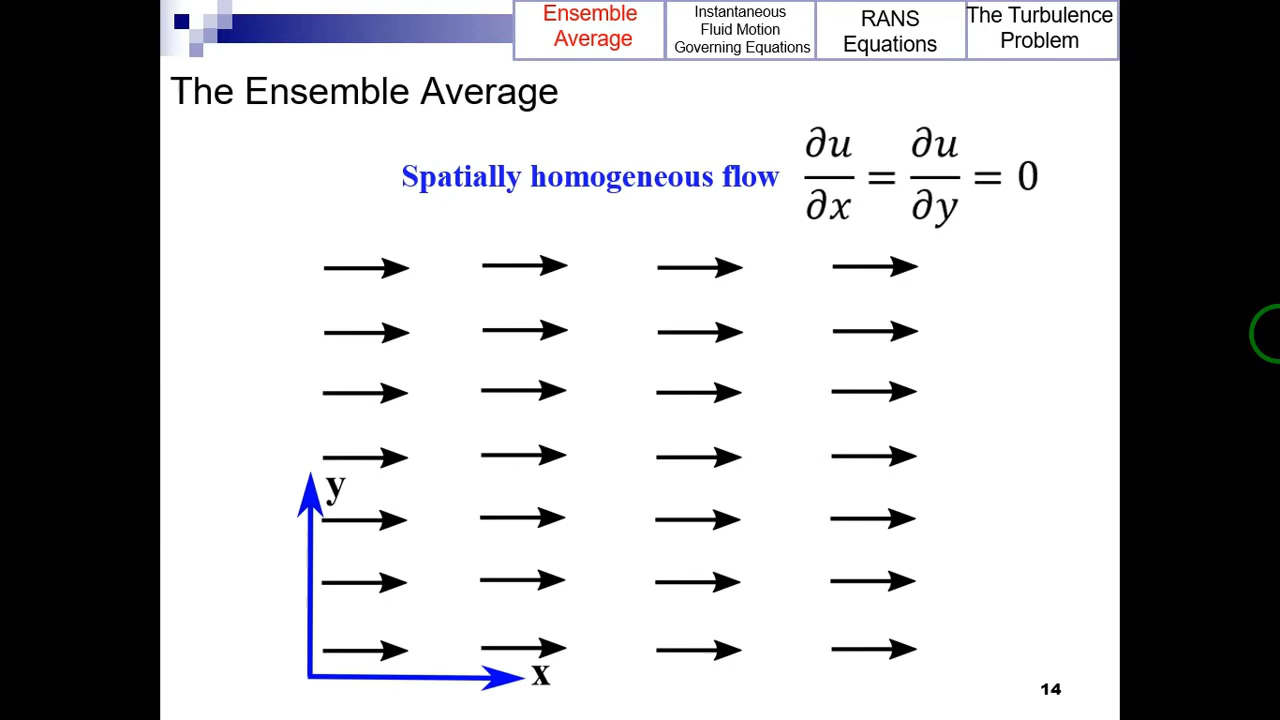 Ensemble
Average
Instantaneous
Fluid Motion
Governing Equations
RANS
Equations
The Turbulence
Problem
The Ensemble Average
Spatially homogeneous flow ∂u/∂x = ∂u/∂y = 0
y
x
14